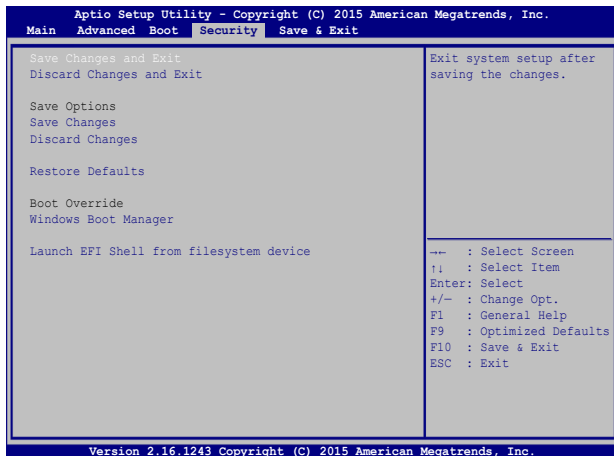 Aptio Setup Utility - Copyright (C) 2015 American Megatrends, Inc.
Main Advanced Boot Security Save & Exit
Save Changes and Exit
Discard Changes and Exit
Save Options
Save Changes
Discard Changes
Restore Defaults
Boot Override
Windows Boot Manager
Launch EFI Shell from filesystem device
Exit system setup after
saving the changes.
→← : Select Screen
↑↓ : Select Item
Enter: Select
+/— : Change Opt.
F1 : General Help
F9 : Optimized Defaults
F10 : Save & Exit
ESC : Exit
Version 2.16.1243 Copyright (C) 2015 American Megatrends, Inc.